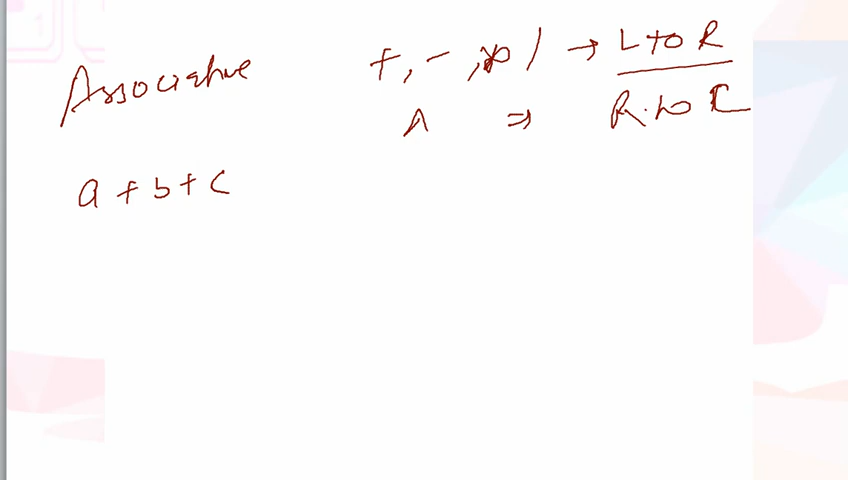 Associative +, -, * / → L to R
^ ⇒ R to L
a + b + c